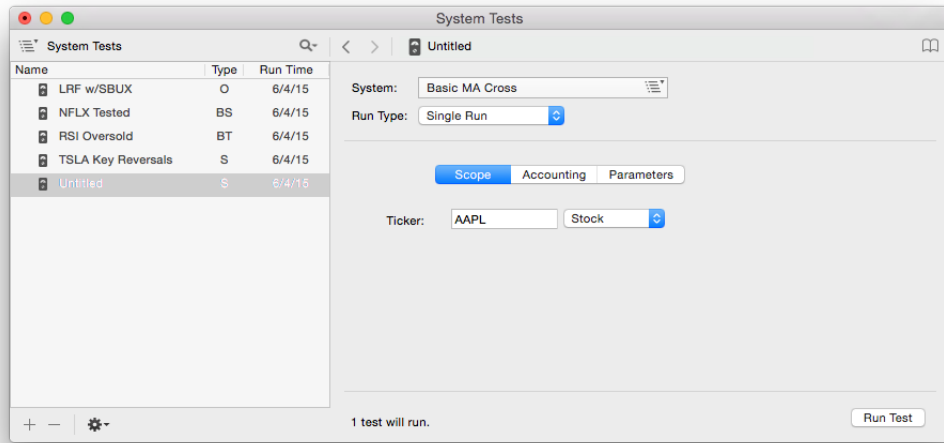 System Tests
System Tests
Untitled
Name Type Run Time
LRF w/SBUX O 6/4/15
NFLX Tested BS 6/4/15
RSI Oversold BT 6/4/15
TSLA Key Reversals S 6/4/15
Untitled S 6/4/15
System: Basic MA Cross
Run Type: Single Run
Scope Accounting Parameters
Ticker: AAPL Stock
1 test will run. Run Test